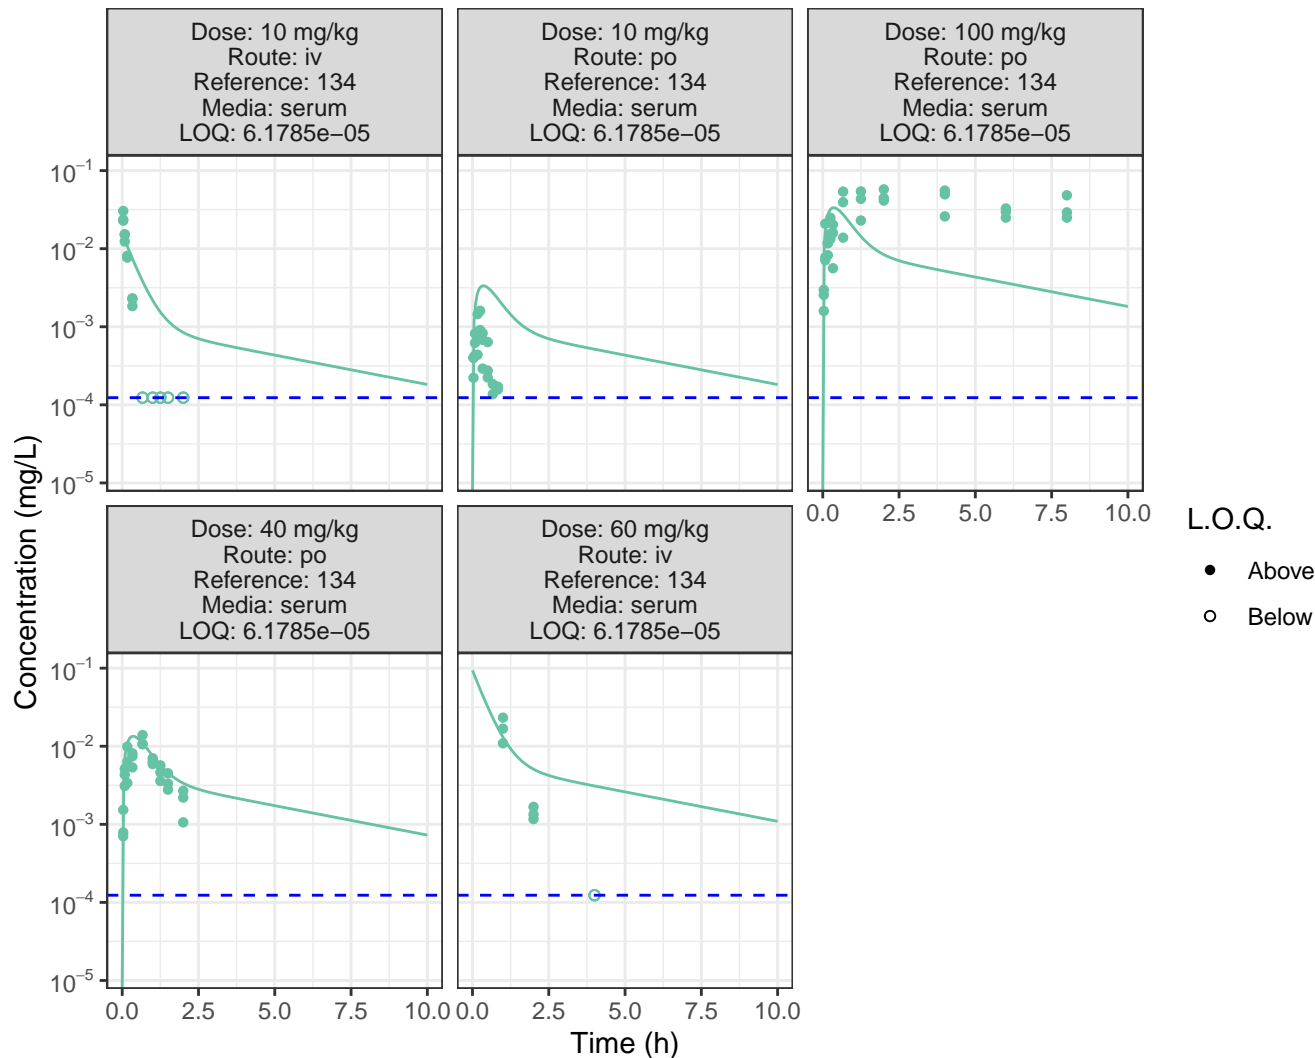 Dose: 10 mg/kg
Route: iv
Reference: 134
Media: serum
LOQ: 6.1785e−05
Dose: 10 mg/kg
Route: po
Reference: 134
Media: serum
LOQ: 6.1785e−05
Dose: 100 mg/kg
Route: po
Reference: 134
Media: serum
LOQ: 6.1785e−05
10⁻¹
10⁻²
10⁻³
10⁻⁴
10⁻⁵
0.0 2.5 5.0 7.5 10.0
Dose: 40 mg/kg
Route: po
Reference: 134
Media: serum
LOQ: 6.1785e−05
Dose: 60 mg/kg
Route: iv
Reference: 134
Media: serum
LOQ: 6.1785e−05
10⁻¹
10⁻²
10⁻³
10⁻⁴
10⁻⁵
0.0 2.5 5.0 7.5 10.0
0.0 2.5 5.0 7.5 10.0
Time (h)
Concentration (mg/L)
L.O.Q.
Above
Below